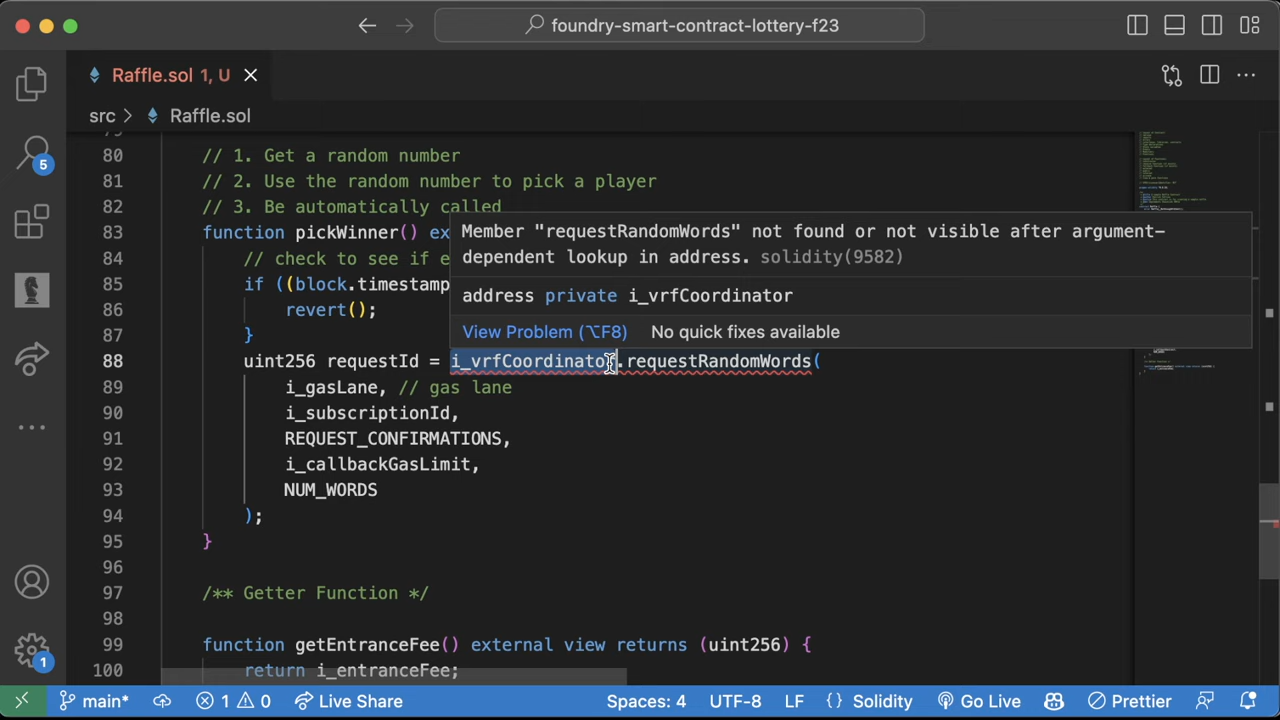 foundry-smart-contract-lottery-f23
Raffle.sol 1, U
src > Raffle.sol
80 // 1. Get a random number
81 // 2. Use the random number to pick a player
82 // 3. Be automatically called
83 function pickWinner() ex
84 // check to see if e
85 if ((block.timestamp
86 revert();
87 }
Member "requestRandomWords" not found or not visible after argument-
dependent lookup in address. solidity(9582)
address private i_vrfCoordinator
View Problem (⌥F8) No quick fixes available
88 uint256 requestId = i_vrfCoordinator.requestRandomWords(
89 i_gasLane, // gas lane
90 i_subscriptionId,
91 REQUEST_CONFIRMATIONS,
92 i_callbackGasLimit,
93 NUM_WORDS
94 );
95 }
96
97 /** Getter Function */
98
99 function getEntranceFee() external view returns (uint256) {
100 return i_entranceFee;
5
1
main* 1 0 Live Share Spaces: 4 UTF-8 LF {} Solidity Go Live Prettier